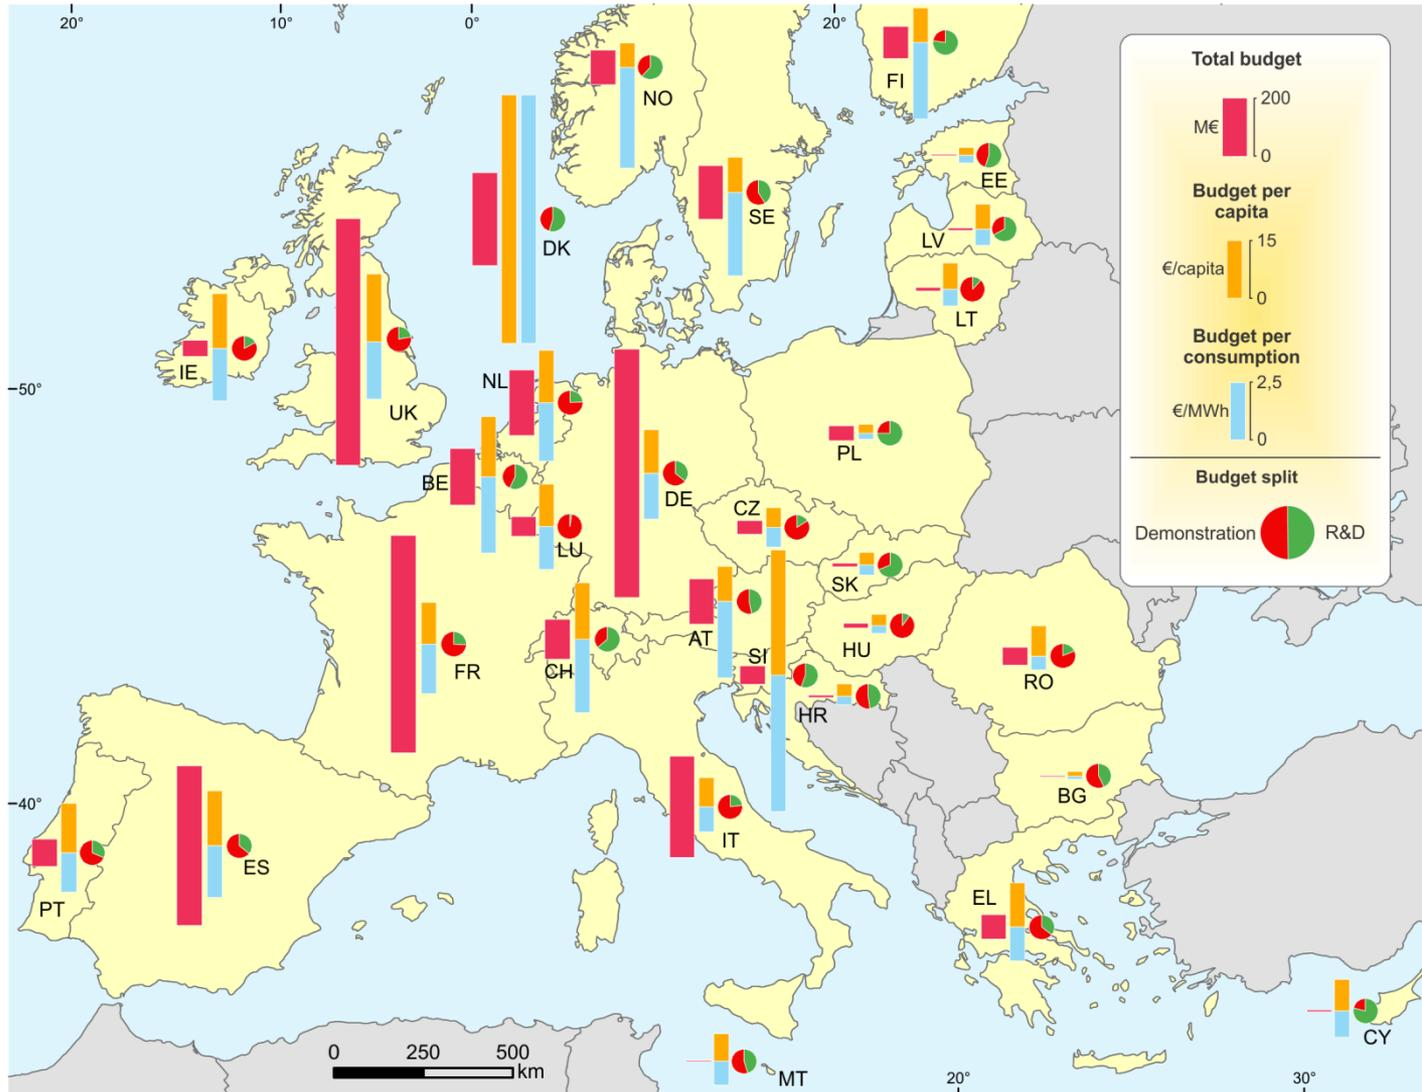 20°
10°
0°
20°
FI
NO
Total budget
200
M€
0
EE
SE
Budget per
capita
LV
DK
15
€/capita
0
LT
Budget per
consumption
IE
2,5
NL
50°
UK
€/MWh
0
PL
Budget split
BE
DE
CZ
Demonstration
R&D
LU
SK
AT
HU
SI
FR
CH
RO
HR
BG
40°
IT
ES
EL
PT
CY
0
250
500
km
MT
20°
30°